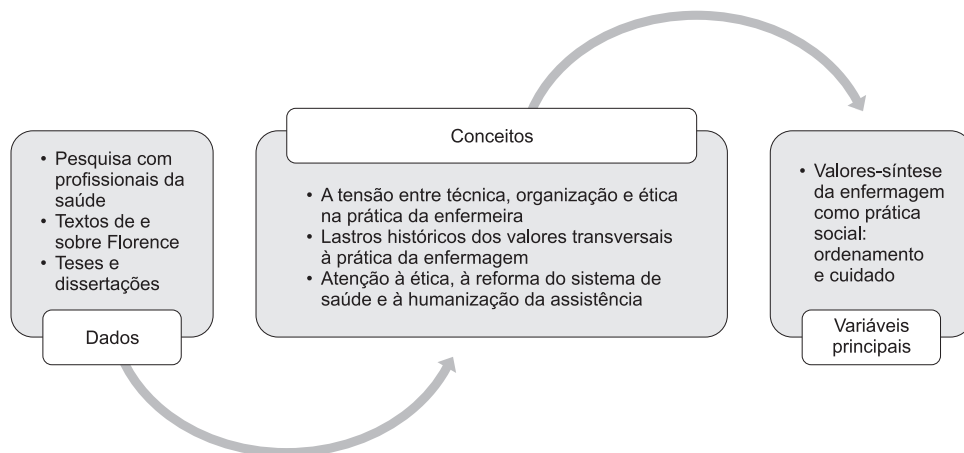 • Pesquisa com
profissionais da
saúde
• Textos de e
sobre Florence
• Teses e
dissertações
Dados
Conceitos
• A tensão entre técnica, organização e ética
na prática da enfermeira
• Lastros históricos dos valores transversais
à prática da enfermagem
• Atenção à ética, à reforma do sistema de
saúde e à humanização da assistência
• Valores-síntese
da enfermagem
como prática
social:
ordenamento
e cuidado
Variáveis
principais